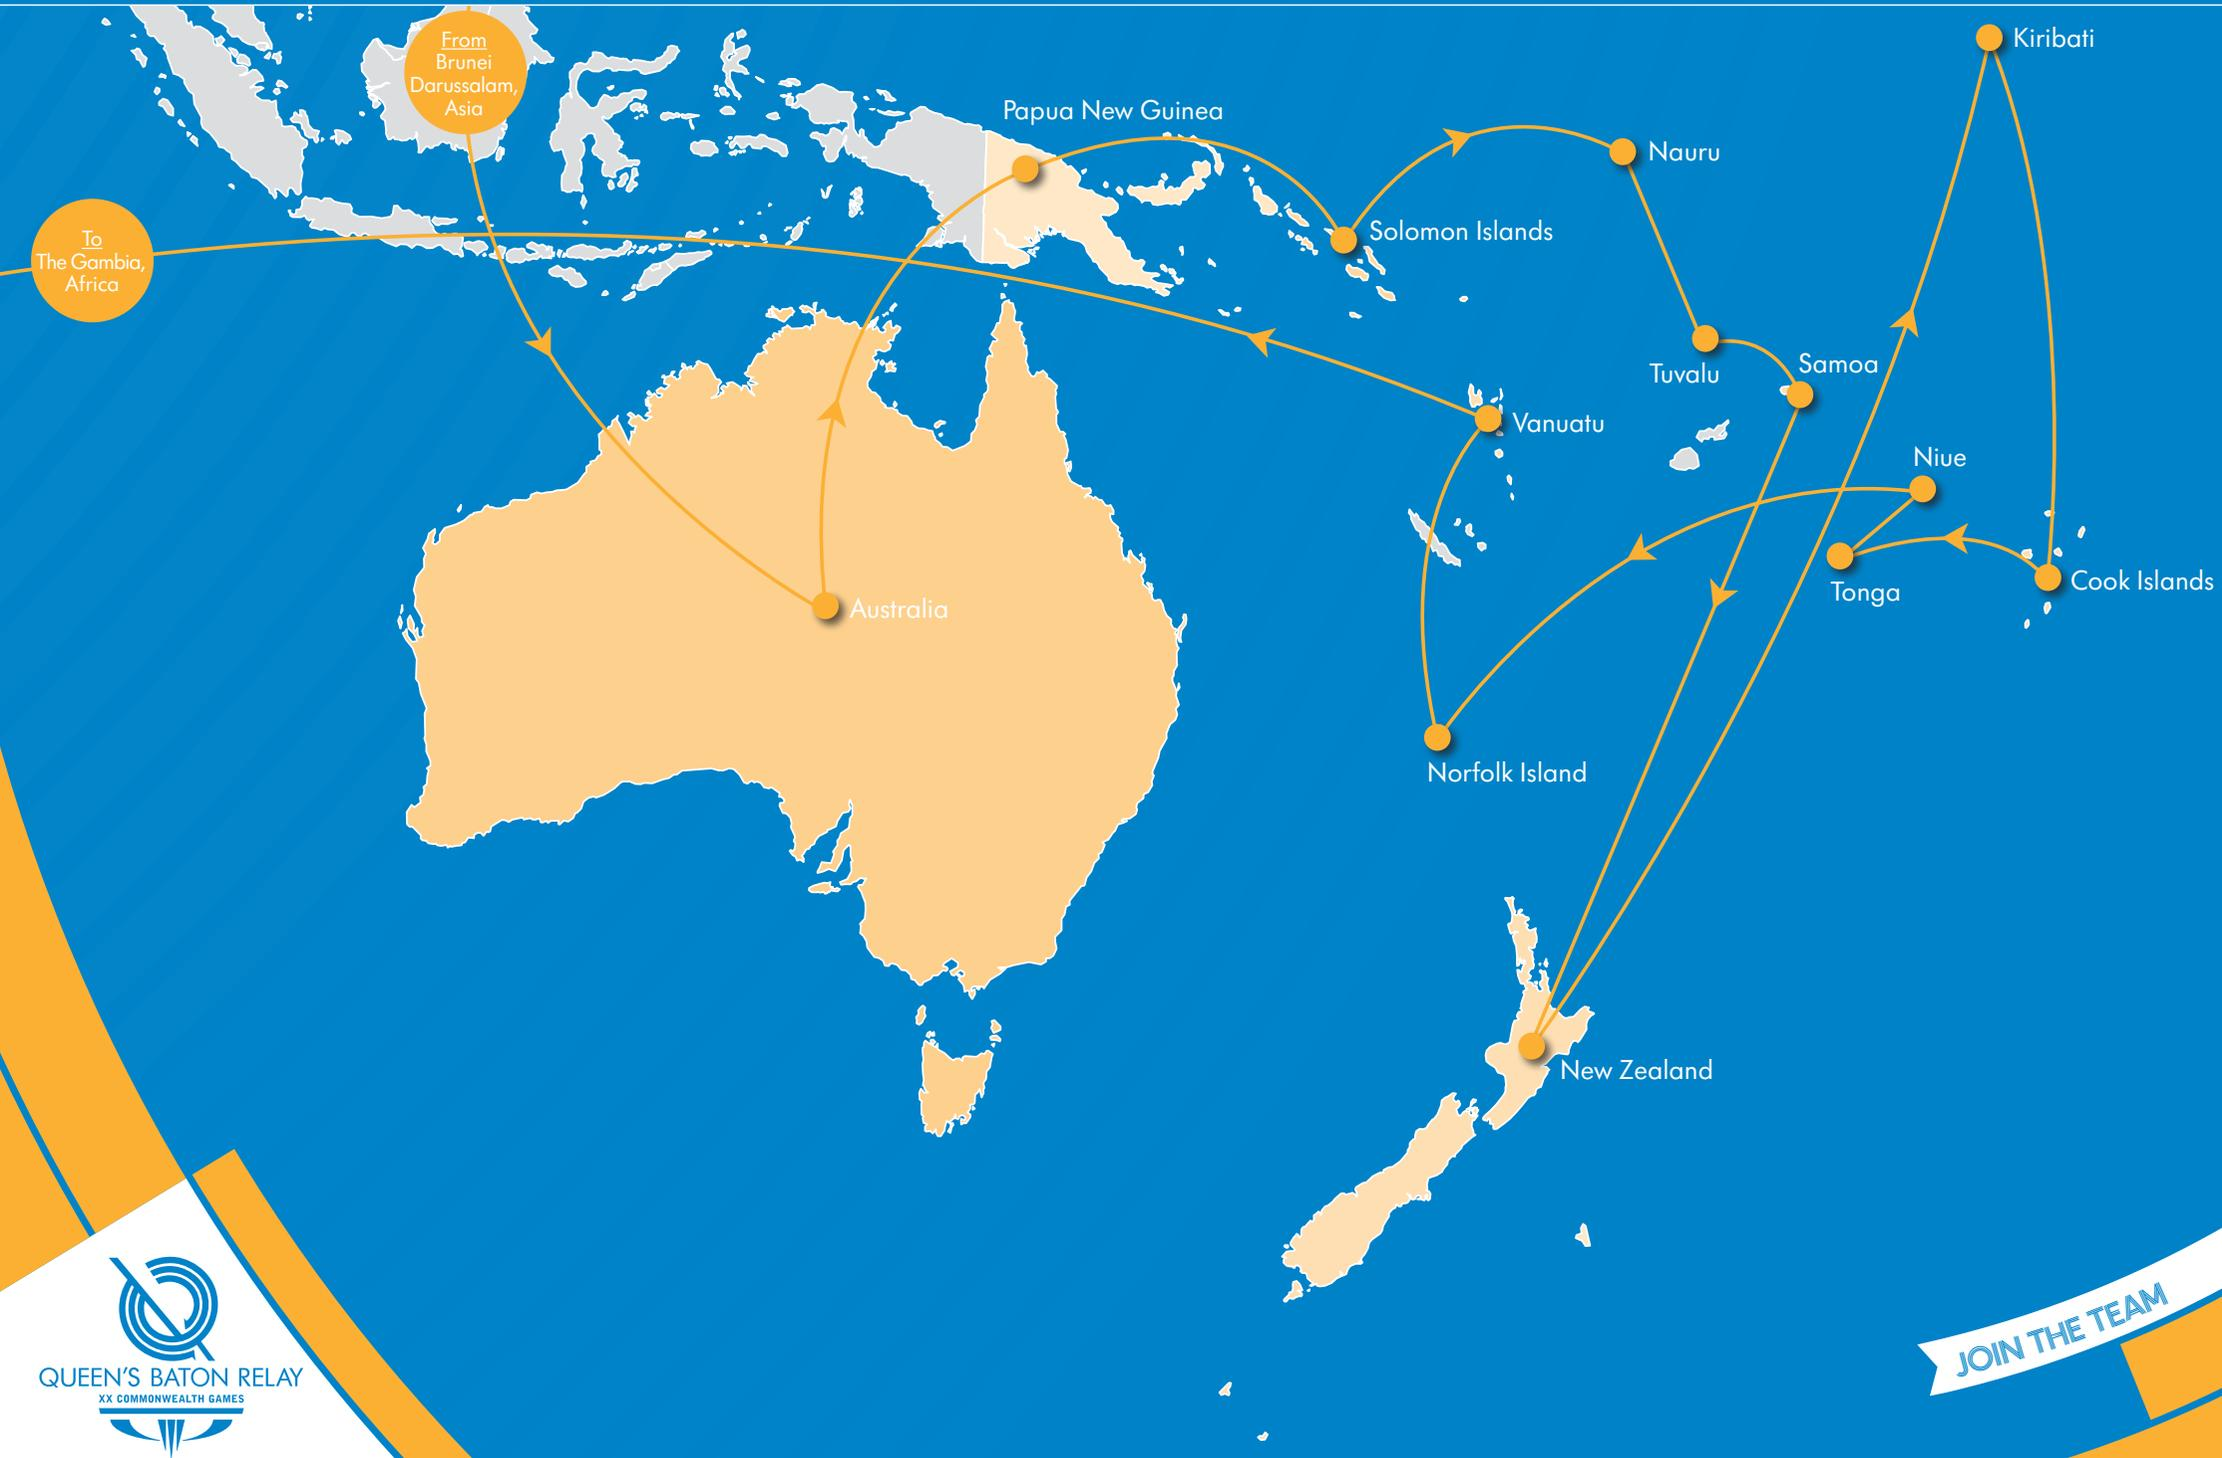 From
Brunei
Darussalam,
Asia
Kiribati
Papua New Guinea
Nauru
Solomon Islands
To
The Gambia,
Africa
Tuvalu
Samoa
Vanuatu
Niue
Cook Islands
Tonga
Australia
Norfolk Island
New Zealand
JOIN THE TEAM
QUEEN'S BATON RELAY
XX COMMONWEALTH GAMES